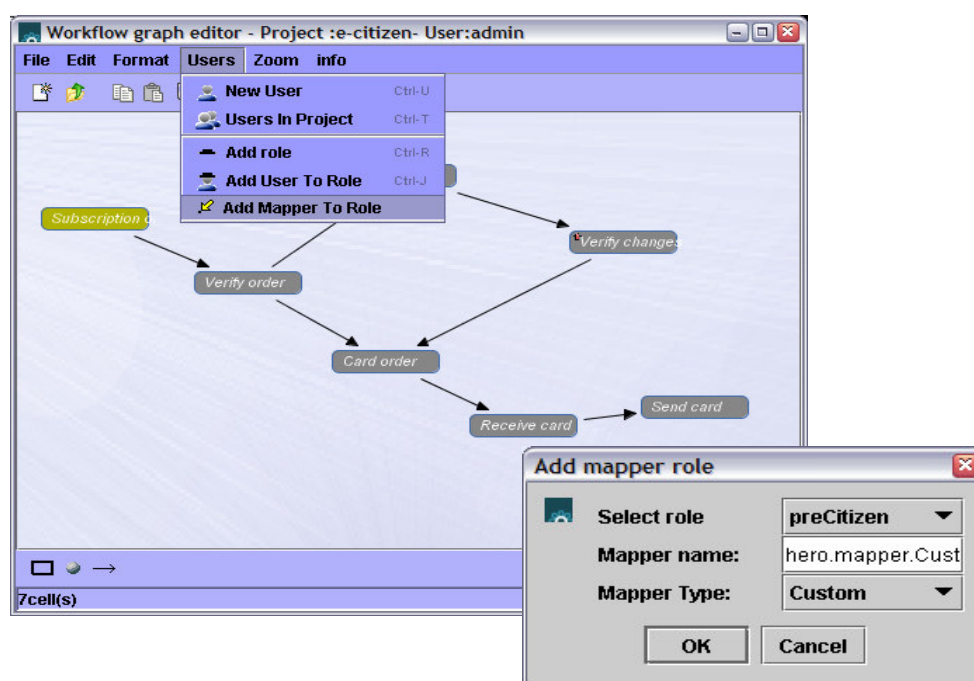 Workflow graph editor - Project :e-citizen- User:admin
File Edit Format Users Zoom info
New User Ctrl-U
Users In Project Ctrl-T
Add role Ctrl-R
Add User To Role Ctrl-J
Add Mapper To Role
Subscription
Verify changes
Verify order
Card order
Send card
Receive card
7cell(s)
Add mapper role
Select role preCitizen
Mapper name: hero.mapper.Cust
Mapper Type: Custom
OK Cancel